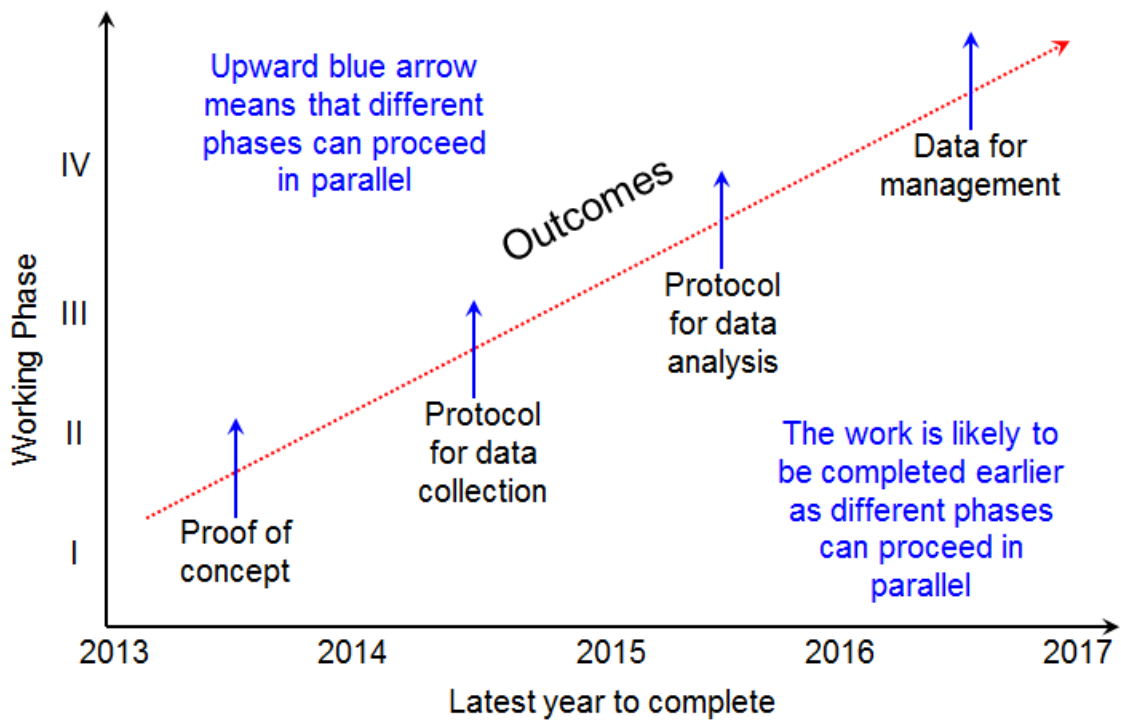 Upward blue arrow
means that different
phases can proceed
in parallel
Outcomes
Data for
management
Protocol
for data
analysis
Protocol
for data
collection
Proof of
concept
The work is likely to
be completed earlier
as different phases
can proceed in
parallel
Working Phase
IV
III
II
I
2013 2014 2015 2016 2017
Latest year to complete